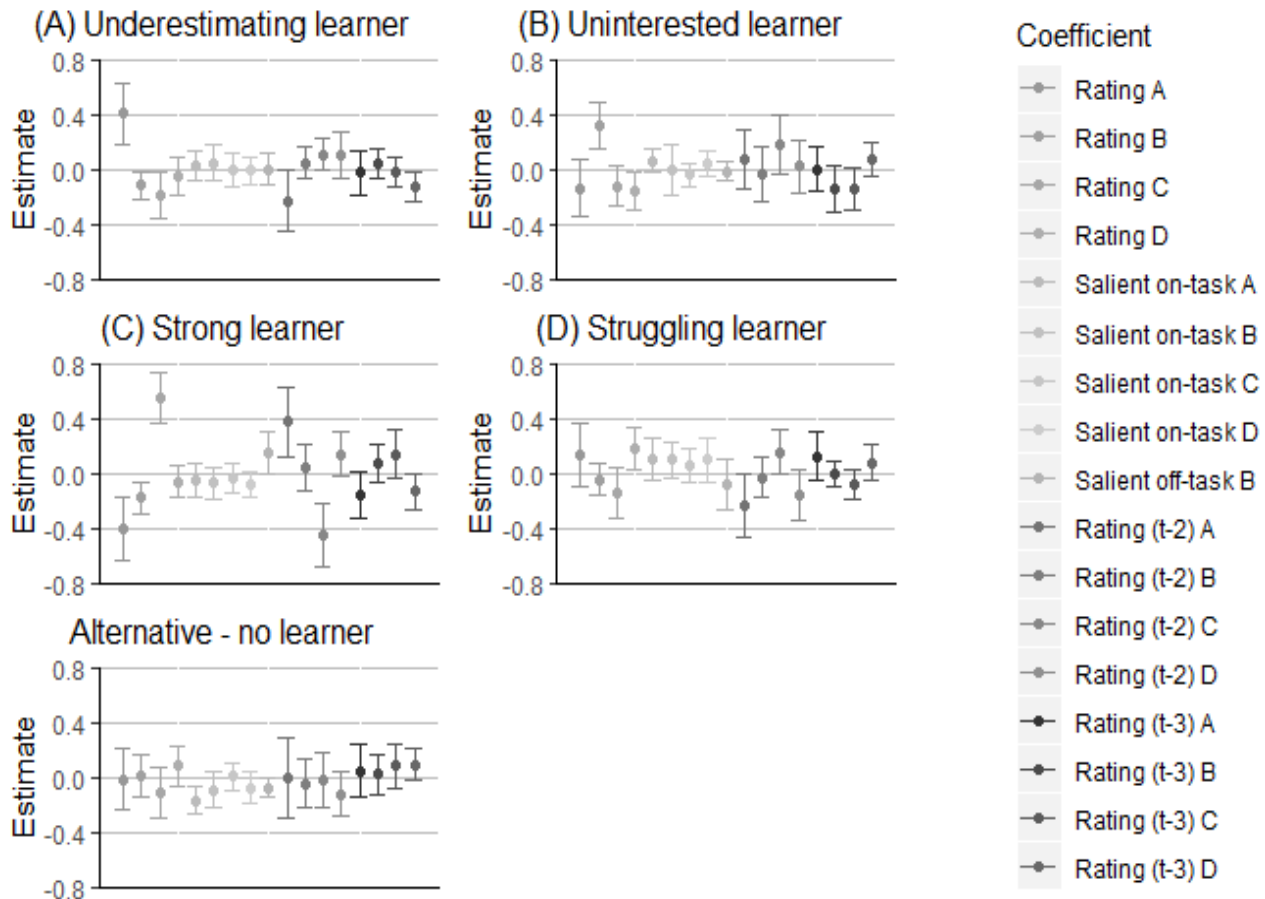 (A) Underestimating learner
0.8
0.4
0.0
-0.4
-0.8
Estimate
(B) Uninterested learner
0.8
0.4
0.0
-0.4
-0.8
Estimate
(C) Strong learner
0.8
0.4
0.0
-0.4
-0.8
Estimate
(D) Struggling learner
0.8
0.4
0.0
-0.4
-0.8
Estimate
Alternative - no learner
0.8
0.4
0.0
-0.4
-0.8
Estimate
Coefficient
Rating A
Rating B
Rating C
Rating D
Salient on-task A
Salient on-task B
Salient on-task C
Salient on-task D
Salient off-task B
Rating (t-2) A
Rating (t-2) B
Rating (t-2) C
Rating (t-2) D
Rating (t-3) A
Rating (t-3) B
Rating (t-3) C
Rating (t-3) D